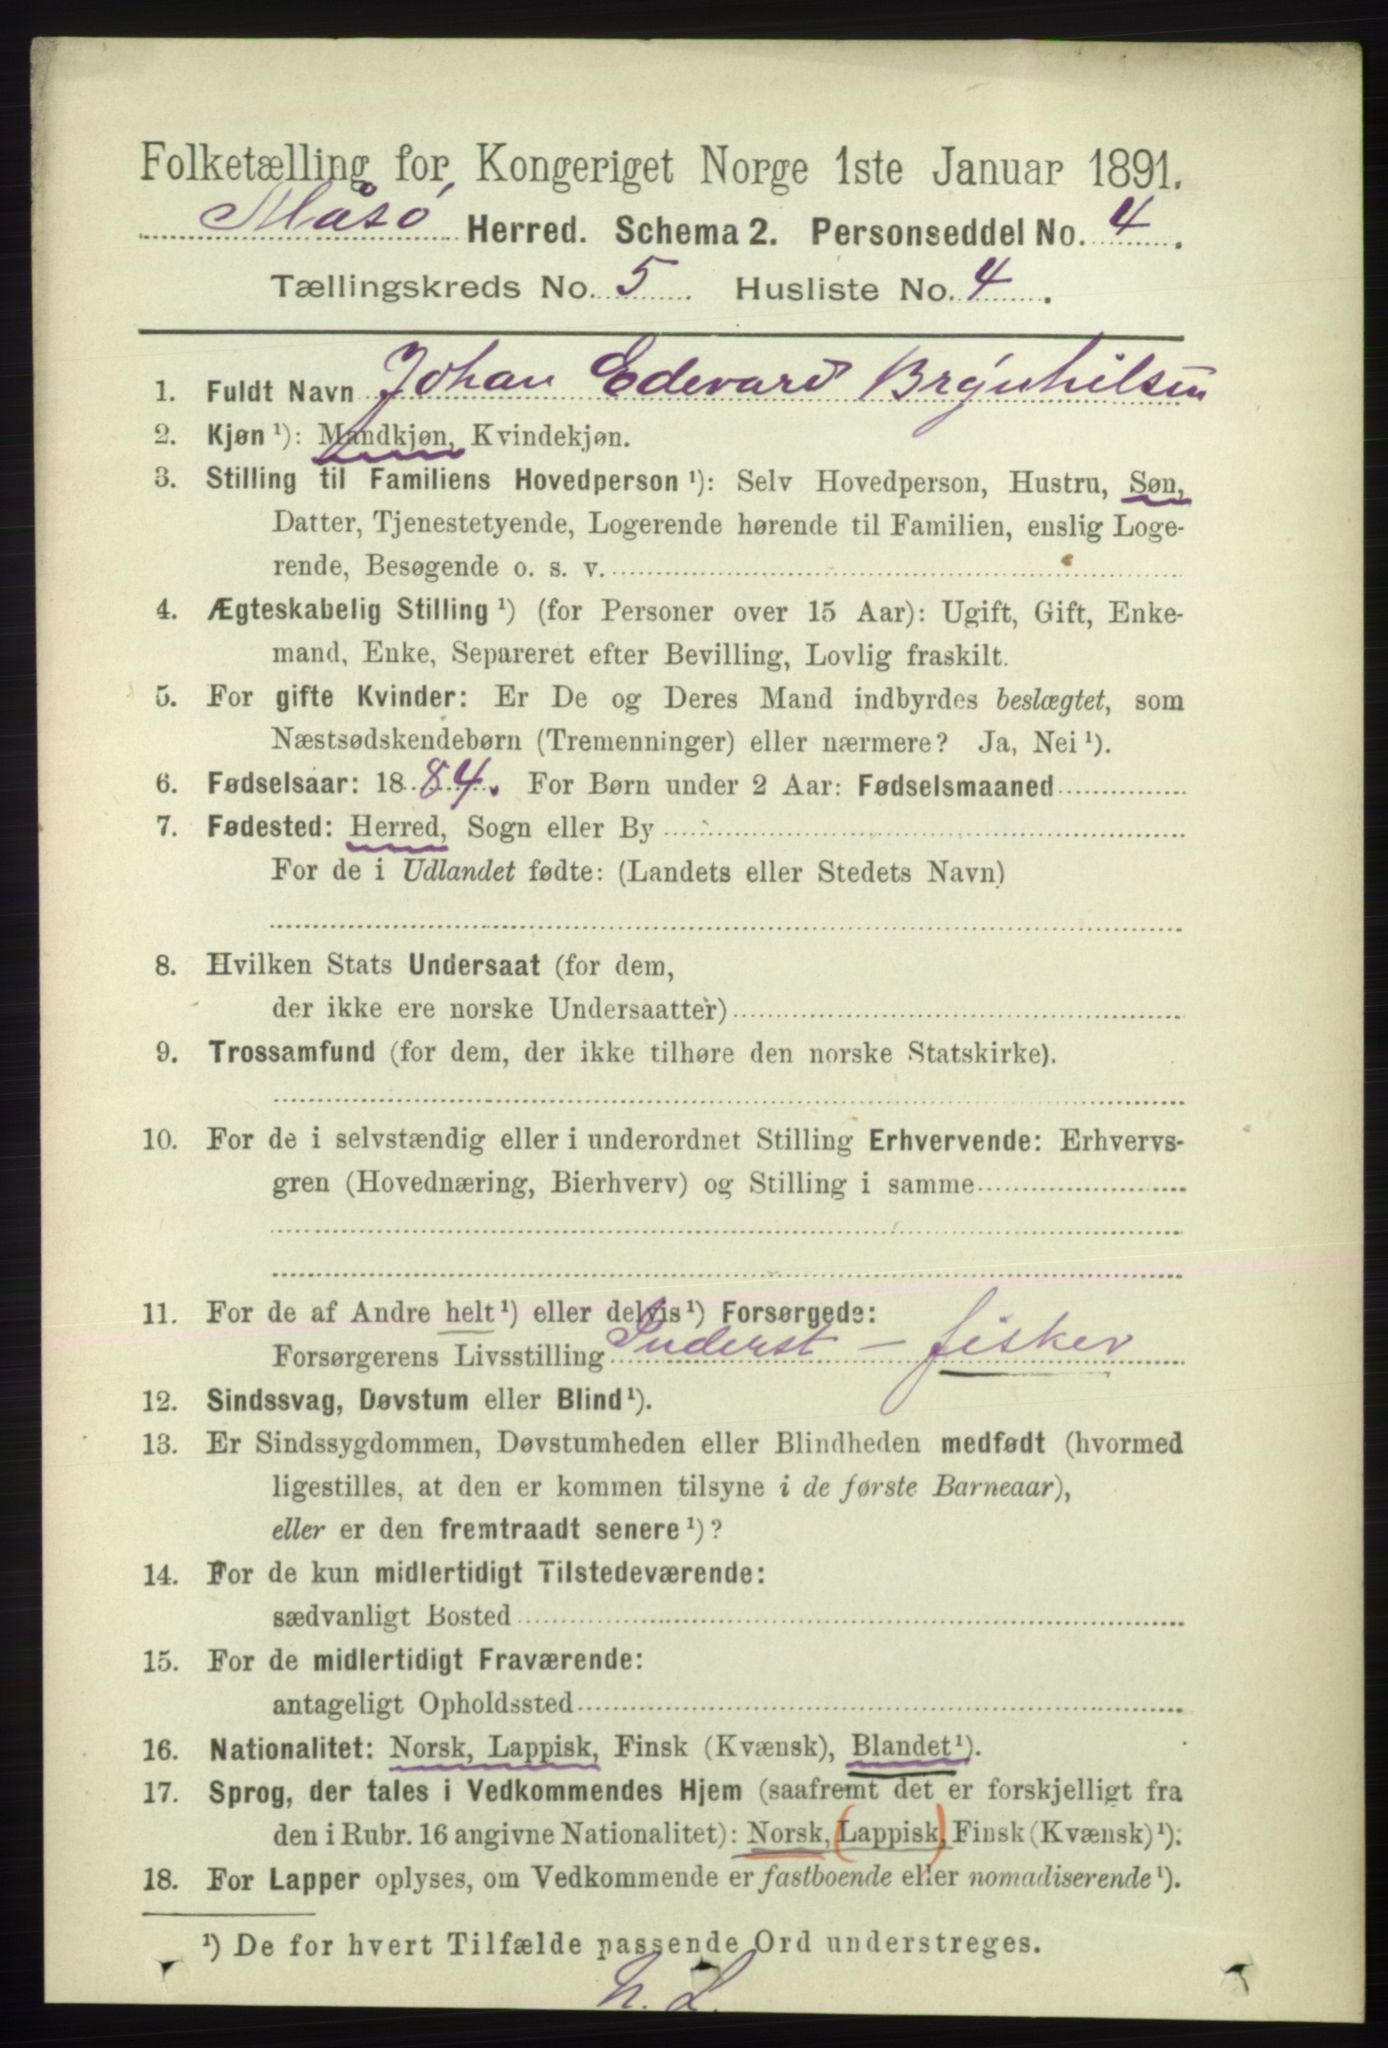 Folketælling for Kongeriget Norge 1ste Januar 1891.
Måsø Herred. Schema 2. Personseddel No. 4.
Tællingskreds No. 5 Husliste No. 4.
1. Fuldt Navn Johan Edevard Brynhilsen
2. Kjøn ¹): Mandkjøn, Kvindekjøn.
3. Stilling til Familiens Hovedperson ¹): Selv Hovedperson, Hustru, Søn,
Datter, Tjenestetyende, Logerende hørende til Familien, enslig Loge-
rende, Besøgende o. s. v.
4. Ægteskabelig Stilling ¹) (for Personer over 15 Aar): Ugift, Gift, Enke-
mand, Enke, Separeret efter Bevilling, Lovlig fraskilt.
5. For gifte Kvinder: Er De og Deres Mand indbyrdes beslægtet, som
Næstsødskendebørn (Tremenninger) eller nærmere? Ja, Nei ¹).
6. Fødselsaar: 1884. For Børn under 2 Aar: Fødselsmaaned
7. Fødested: Herred, Sogn eller By
For de i Udlandet fødte: (Landets eller Stedets Navn)
8. Hvilken Stats Undersaat (for dem,
der ikke ere norske Undersaatter)
9. Trossamfund (for dem, der ikke tilhøre den norske Statskirke).
10. For de i selvstændig eller i underordnet Stilling Erhvervende: Erhvervs-
gren (Hovednæring, Bierhverv) og Stilling i samme
11. For de af Andre helt ¹) eller delvis ¹) Forsørgede:
Forsørgerens Livsstilling Inderst – fisker
12. Sindssvag, Døvstum eller Blind ¹).
13. Er Sindssygdommen, Døvstumheden eller Blindheden medfødt (hvormed
ligestilles, at den er kommen tilsyne i de første Barneaar),
eller er den fremtraadt senere ¹)?
14. For de kun midlertidigt Tilstedeværende:
sædvanligt Bosted
15. For de midlertidigt Fraværende:
antageligt Opholdssted
16. Nationalitet: Norsk, Lappisk, Finsk (Kvænsk), Blandet ¹).
17. Sprog, der tales i Vedkommendes Hjem (saafremt det er forskjelligt fra
den i Rubr. 16 angivne Nationalitet): Norsk, (Lappisk), Finsk (Kvænsk) ¹).
18. For Lapper oplyses, om Vedkommende er fastboende eller nomadiserende ¹).
¹) De for hvert Tilfælde passende Ord understreges.
n. L.